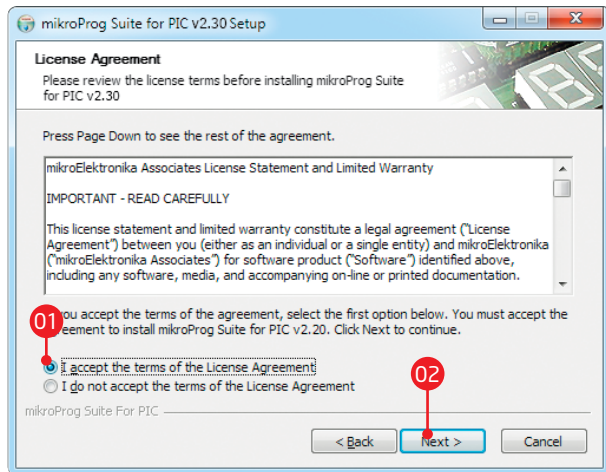 mikroProg Suite for PIC v2.30 Setup
License Agreement
Please review the license terms before installing mikroProg Suite
for PIC v2.30
Press Page Down to see the rest of the agreement.
mikroElektronika Associates License Statement and Limited Warranty
IMPORTANT - READ CAREFULLY
This license statement and limited warranty constitute a legal agreement ("License
Agreement") between you (either as an individual or a single entity) and mikroElektronika
("mikroElektronika Associates") for software product ("Software") identified above,
including any software, media, and accompanying on-line or printed documentation.
01
you accept the terms of the agreement, select the first option below. You must accept the
reement to install mikroProg Suite for PIC v2.20. Click Next to continue.
I accept the terms of the License Agreement
02
I do not accept the terms of the License Agreement
mikroProg Suite For PIC
< Back
Next >
Cancel